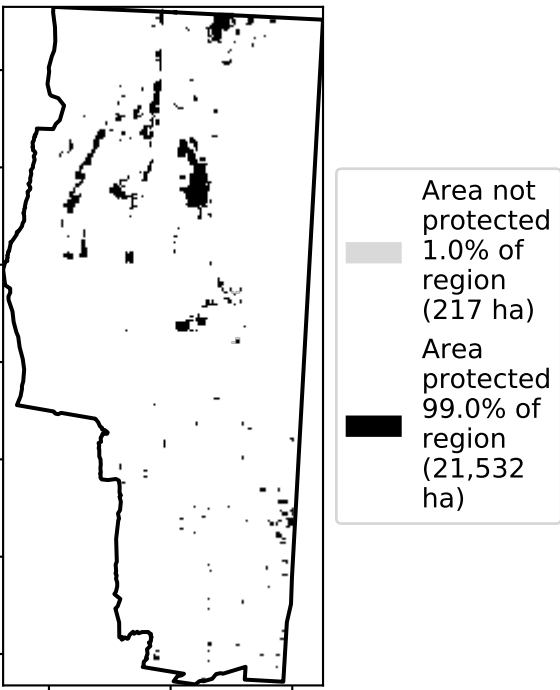 Area not
protected
1.0% of
region
(217 ha)
Area
protected
99.0% of
region
(21,532
ha)